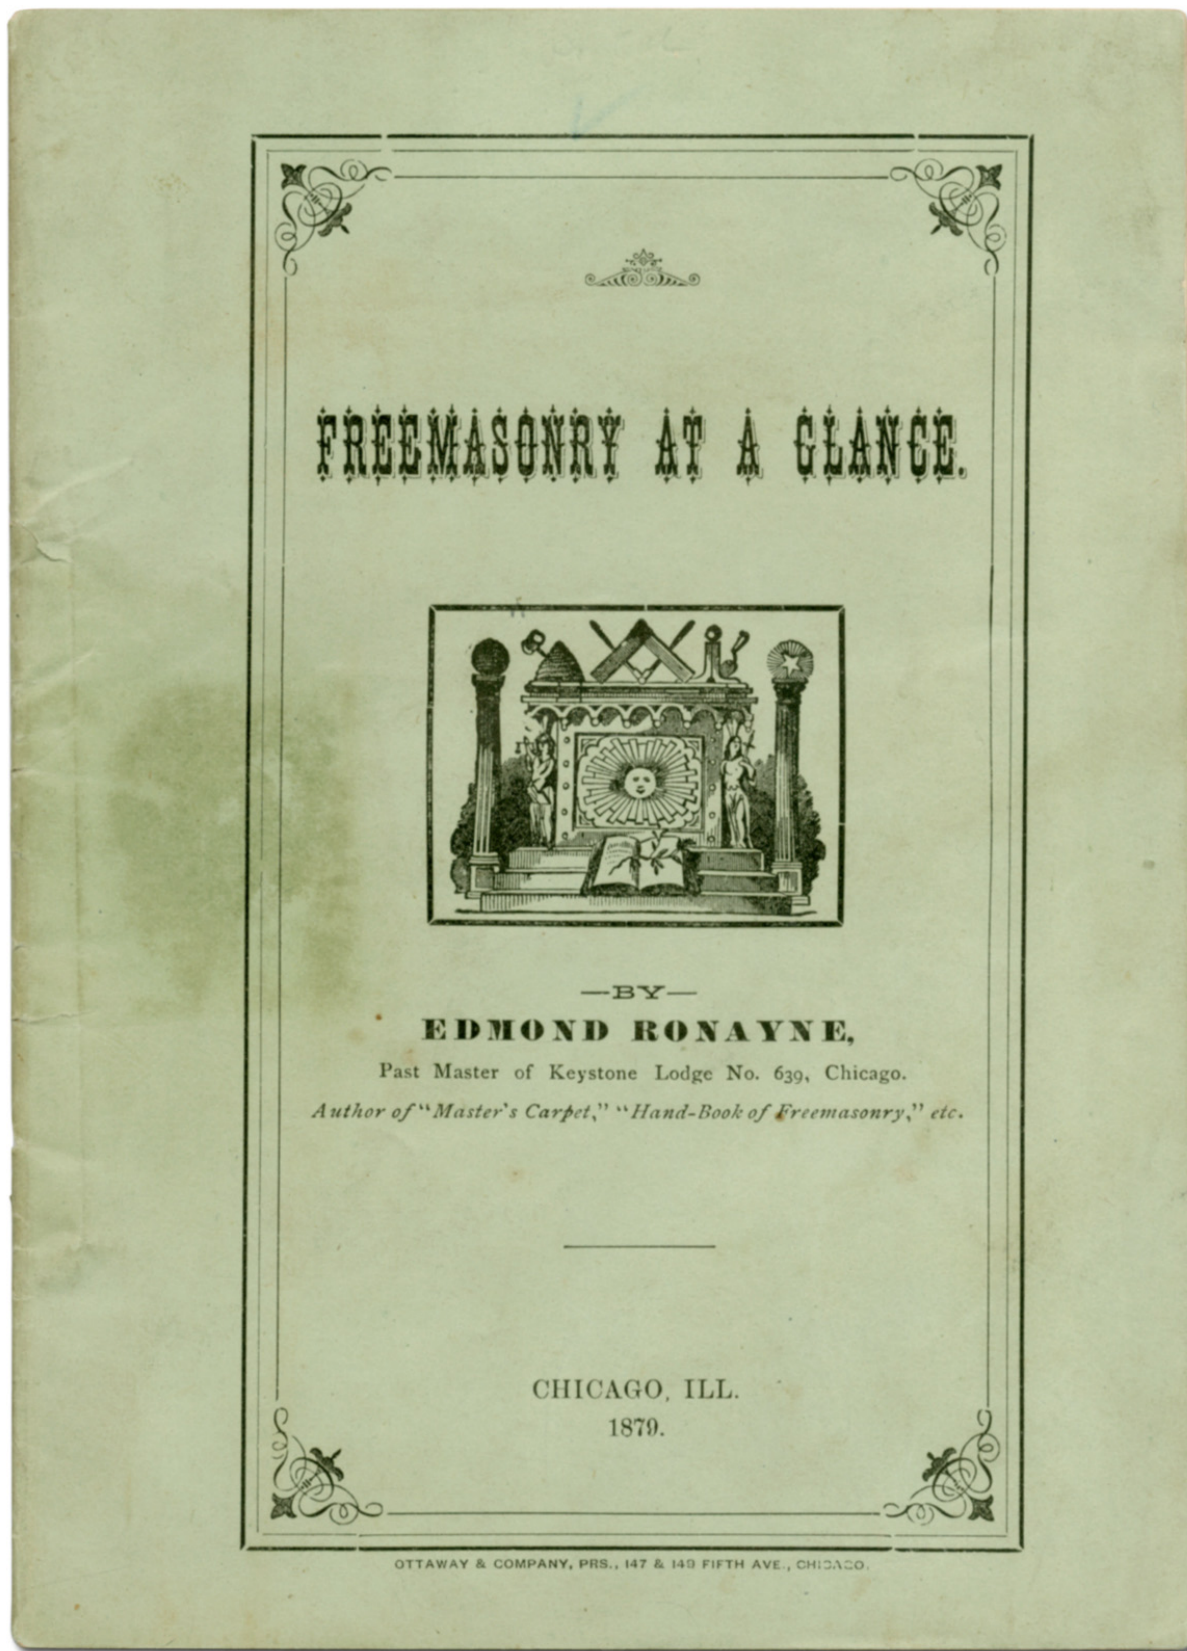 FREEMASONRY AT A GLANCE.
—BY—
EDMOND RONAYNE,
Past Master of Keystone Lodge No. 639, Chicago.
Author of "Master's Carpet," "Hand-Book of Freemasonry," etc.
CHICAGO, ILL.
1879.
OTTAWAY & COMPANY, PRS., 147 & 149 FIFTH AVE., CHICAGO.